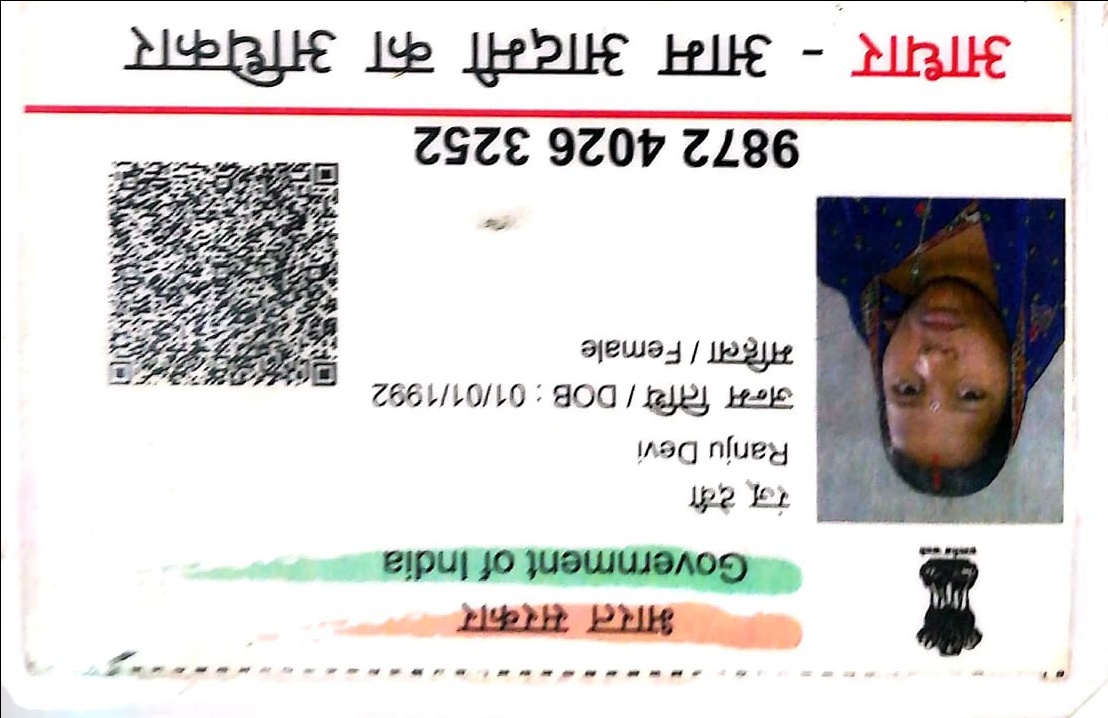 भारत सरकार
Government of India
रंजू देवी
Ranju Devi
जन्म तिथि / DOB : 01/01/1992
महिला / Female
9872 4026 3252
आधार - आम आदमी का अधिकार